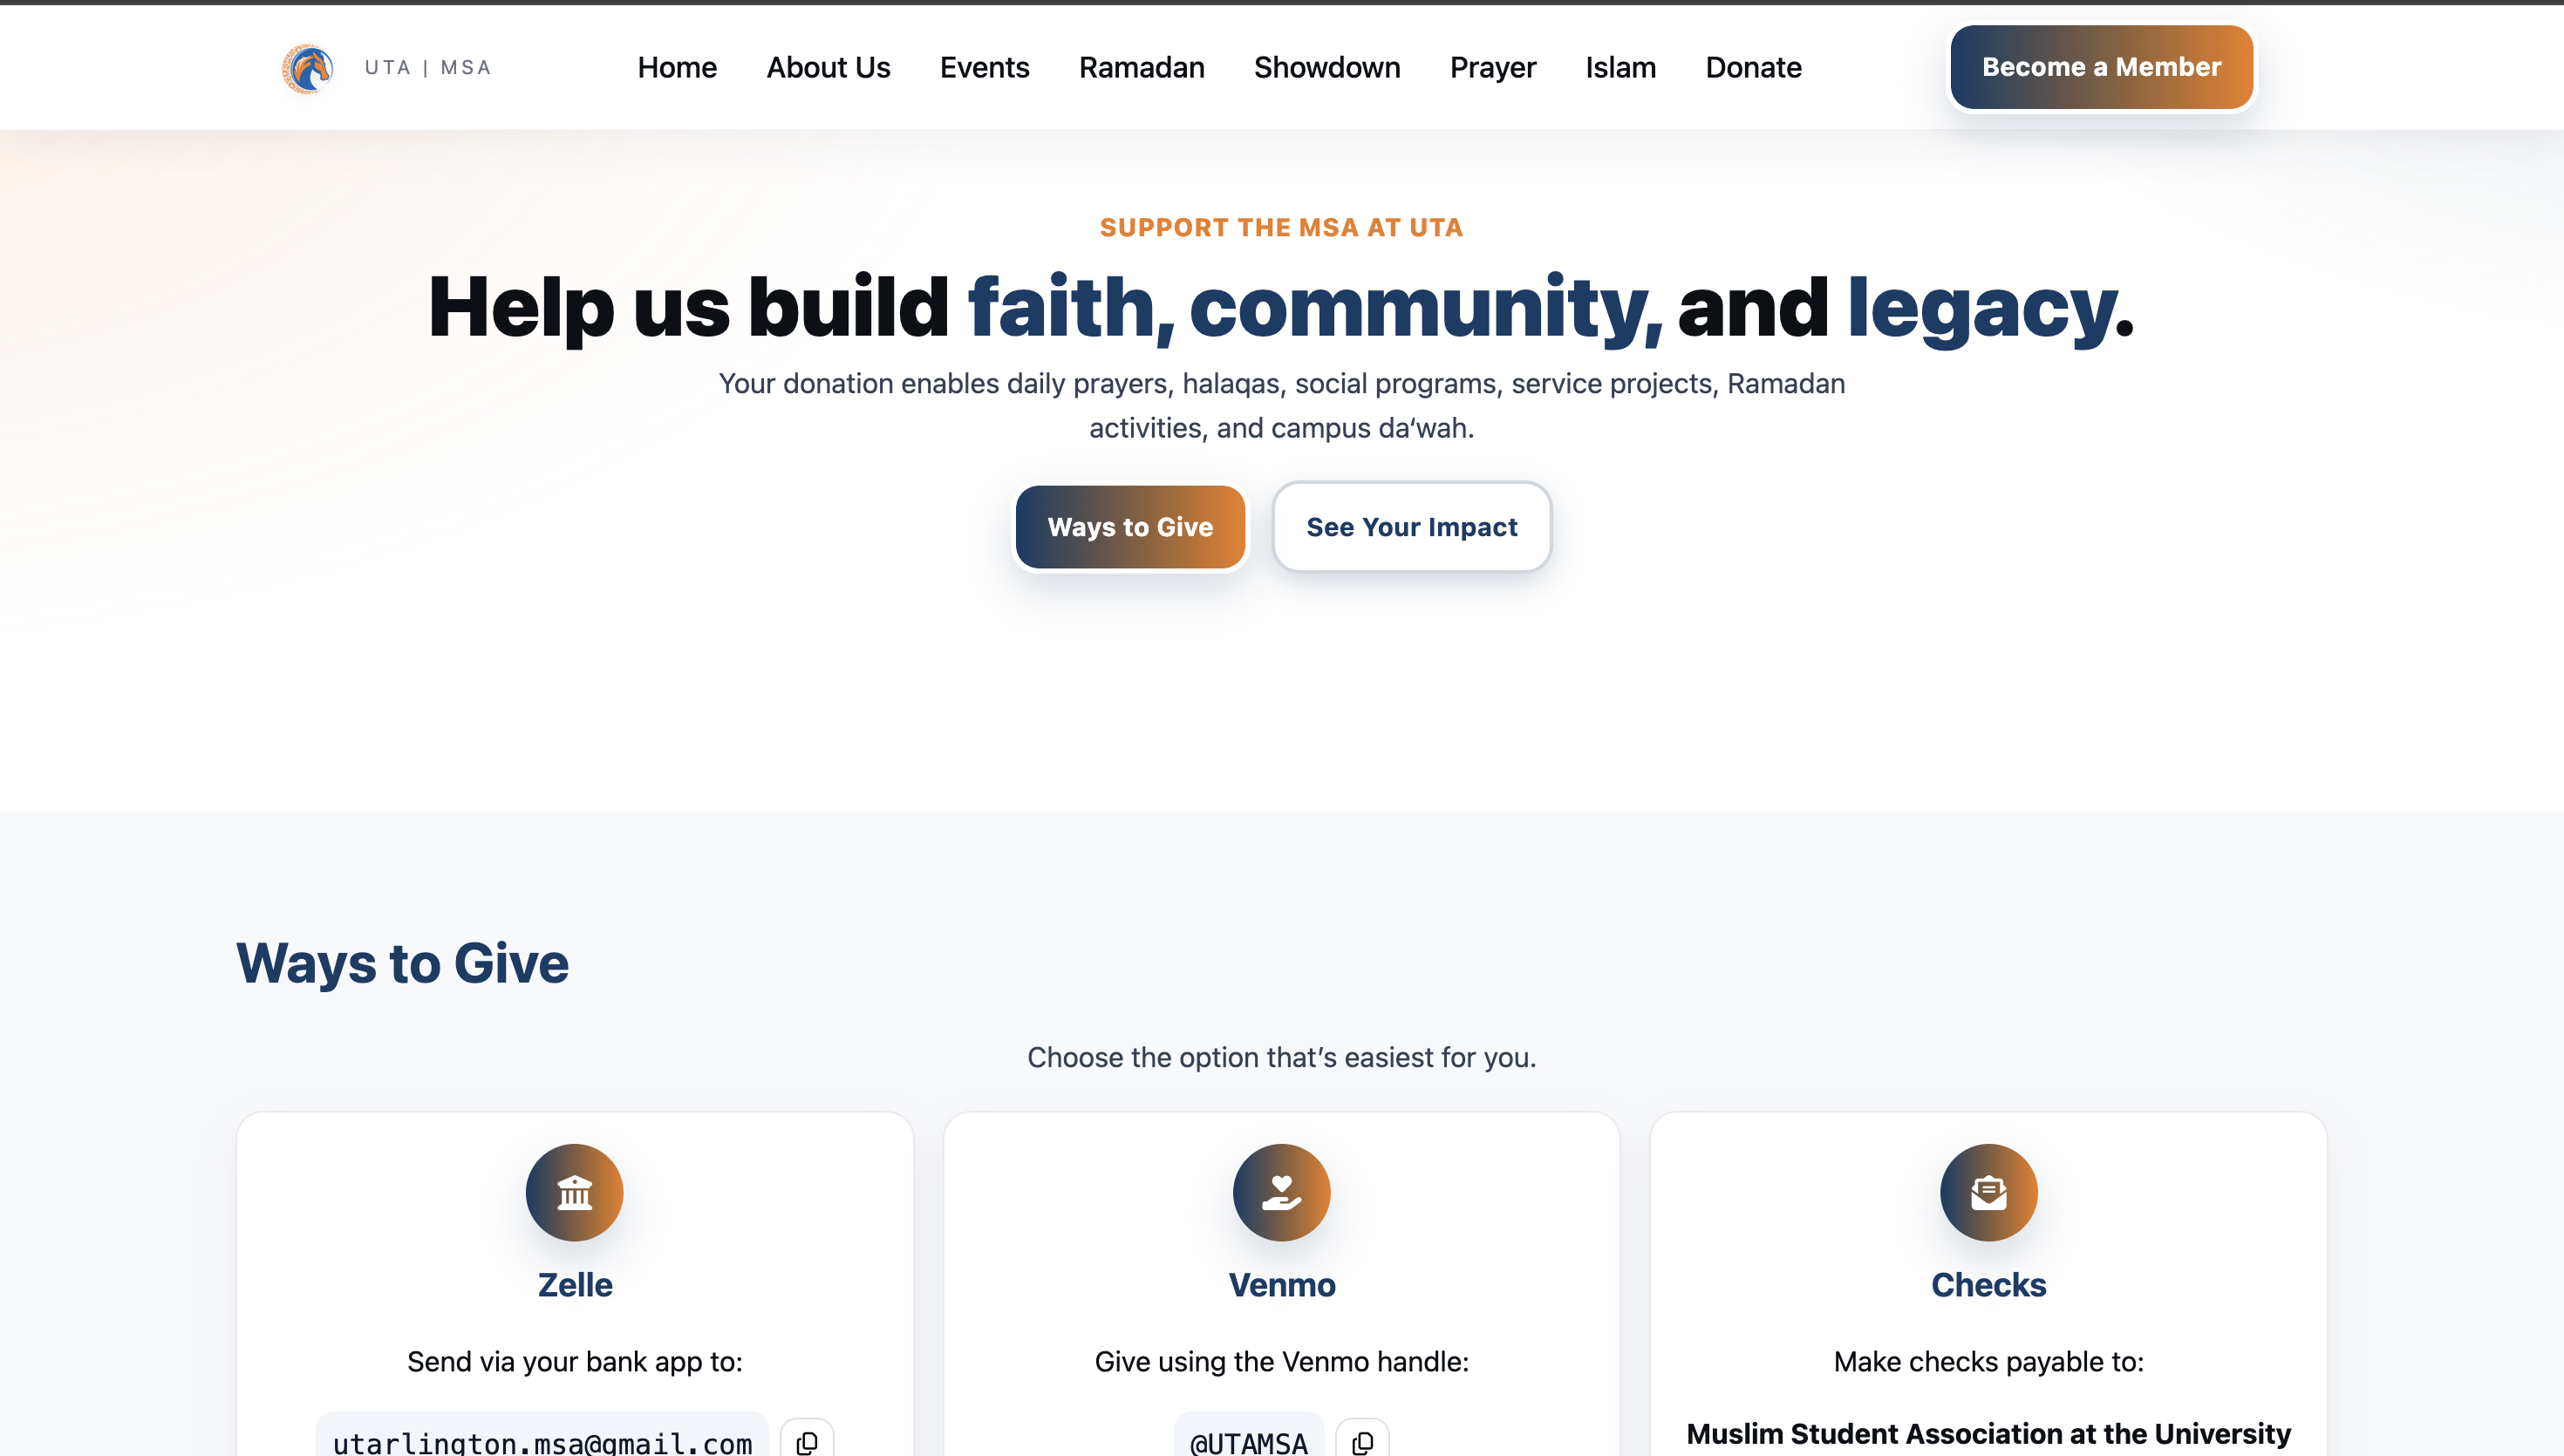 UTA | MSA
Home About Us Events Ramadan Showdown Prayer Islam Donate
Become a Member
SUPPORT THE MSA AT UTA
Help us build faith, community, and legacy.
Your donation enables daily prayers, halaqas, social programs, service projects, Ramadan
activities, and campus da‘wah.
Ways to Give
See Your Impact
Ways to Give
Choose the option that’s easiest for you.
Zelle
Send via your bank app to:
utarlington.msa@gmail.com
Venmo
Give using the Venmo handle:
@UTAMSA
Checks
Make checks payable to:
Muslim Student Association at the University